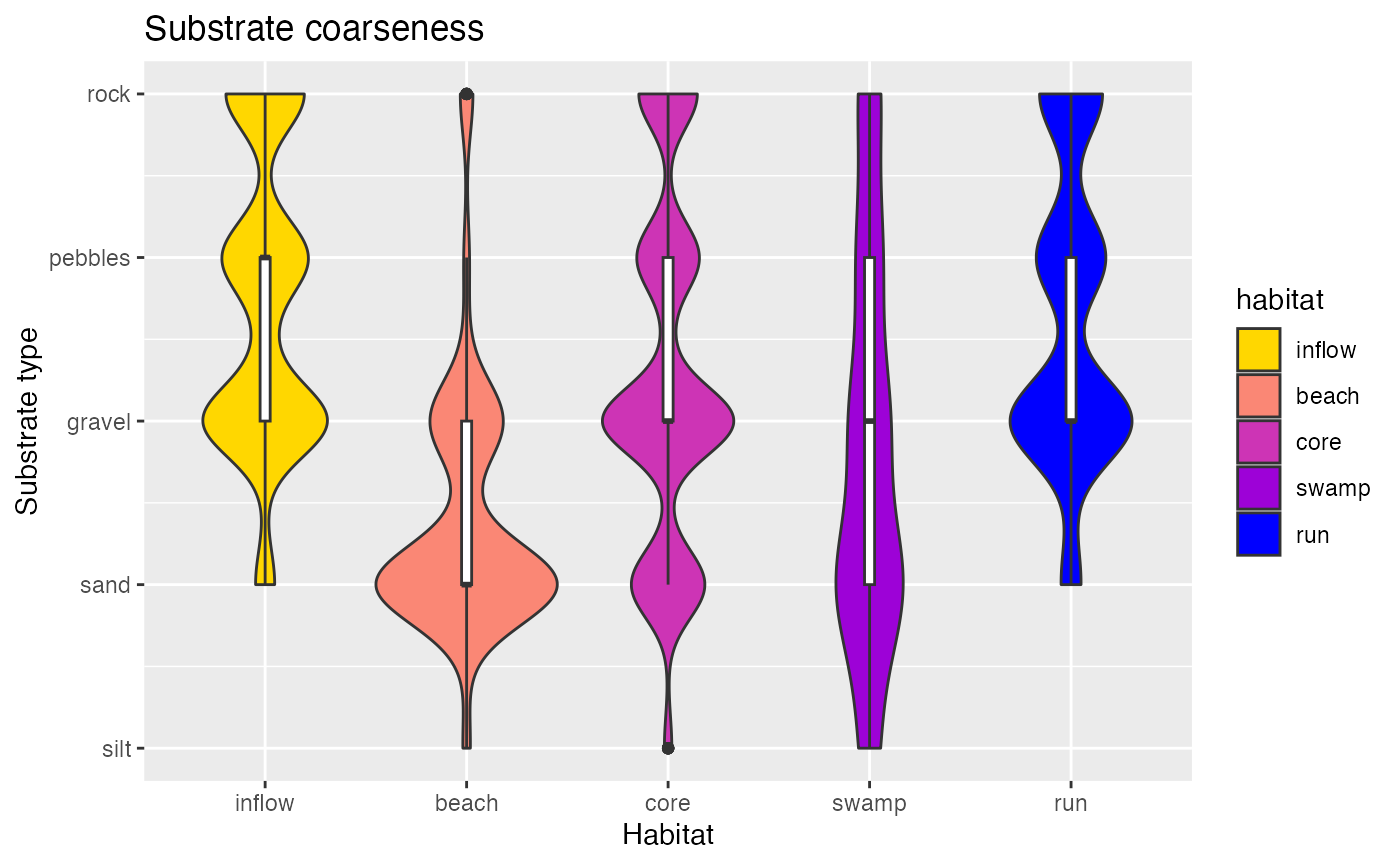 Substrate coarseness
Substrate type
rock
pebbles
gravel
sand
silt
inflow beach core swamp run
Habitat
habitat
inflow
beach
core
swamp
run